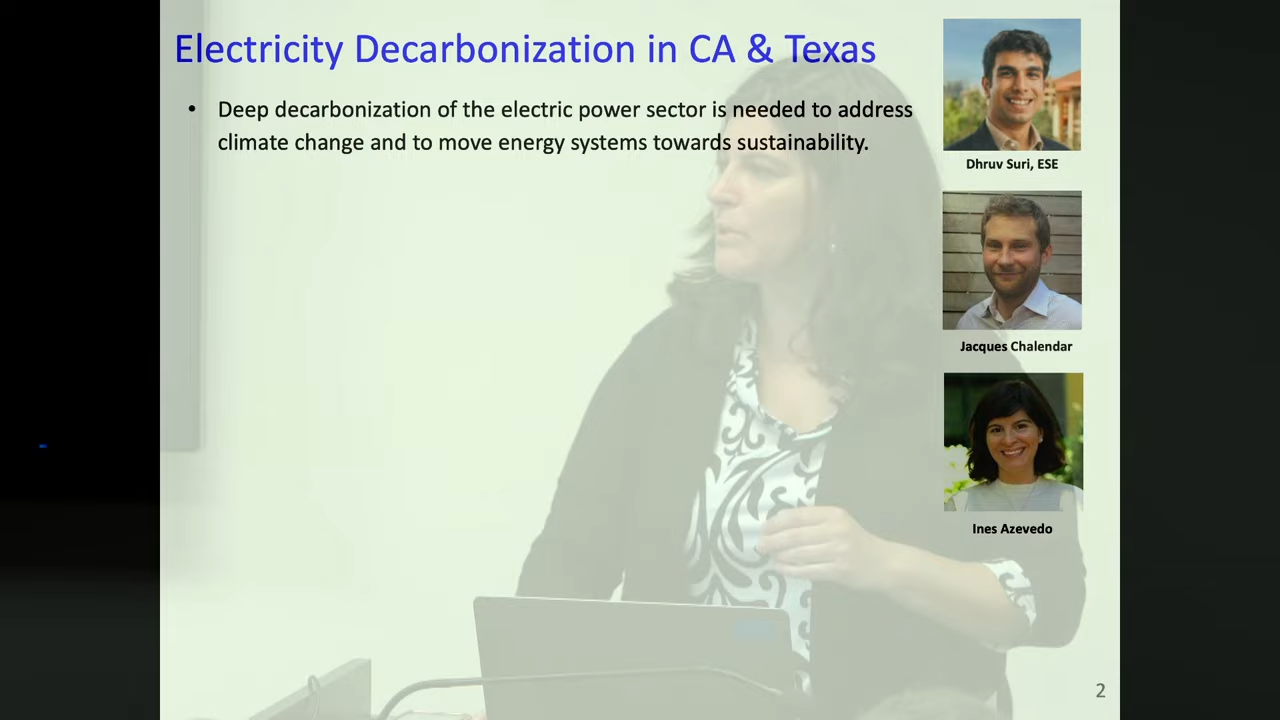 Electricity Decarbonization in CA & Texas
• Deep decarbonization of the electric power sector is needed to address
climate change and to move energy systems towards sustainability.
Dhruv Suri, ESE
Jacques Chalendar
Ines Azevedo
2